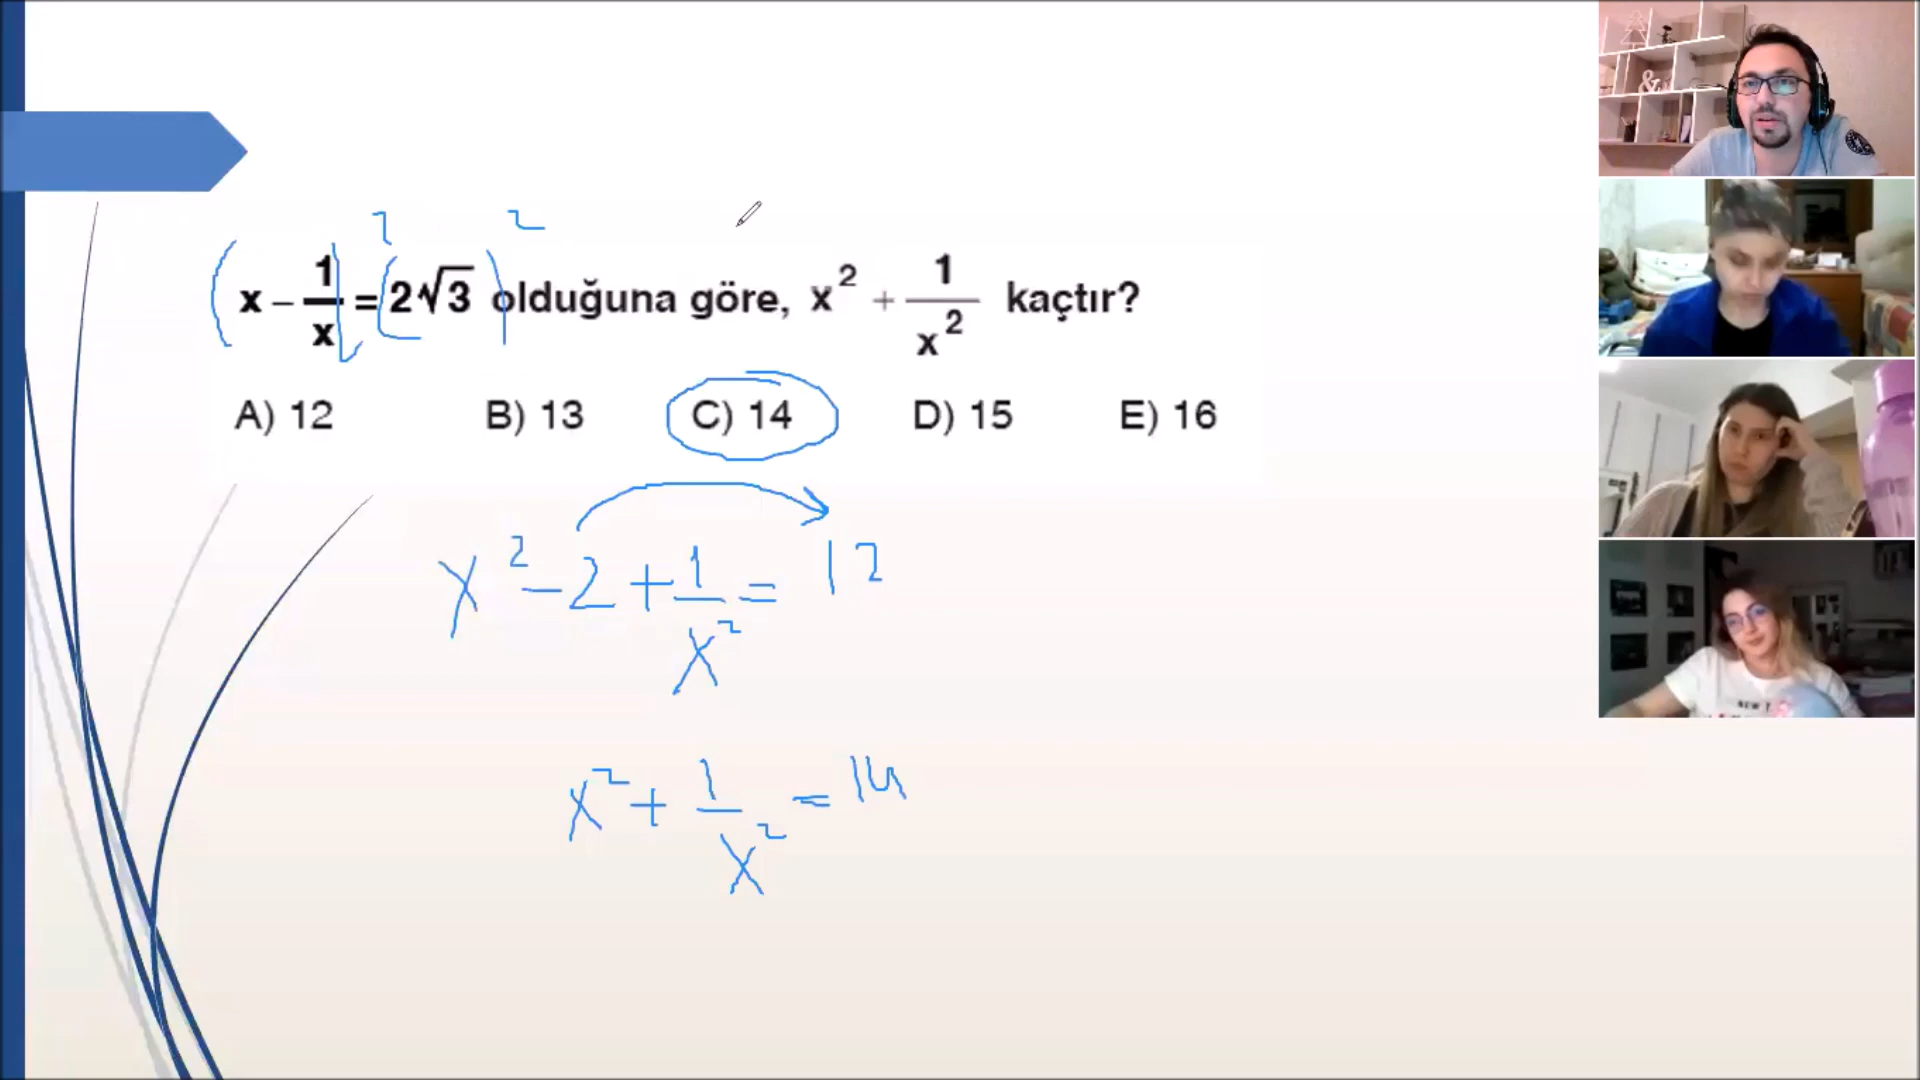 (x - 1/x)² = (2√3)² olduğuna göre, x² + 1/x² kaçtır?
A) 12 B) 13 C) 14 D) 15 E) 16
x² - 2 + 1/x² = 12
x² + 1/x² = 14
&